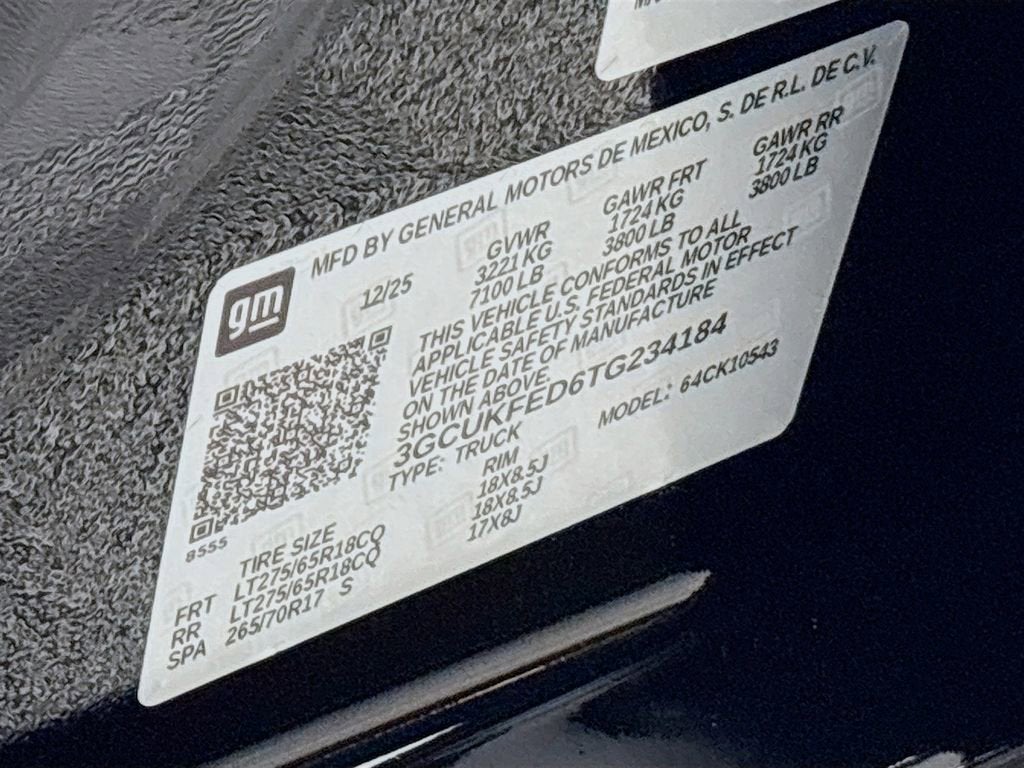 MFD BY GENERAL MOTORS DE MEXICO, S. DE R.L. DE C.V.
gm
12/25 GVWR GAWR FRT GAWR RR
3221 KG 1724 KG 1724 KG
7100 LB 3800 LB 3800 LB
THIS VEHICLE CONFORMS TO ALL
APPLICABLE U.S. FEDERAL MOTOR
VEHICLE SAFETY STANDARDS IN EFFECT
ON THE DATE OF MANUFACTURE
SHOWN ABOVE.
3GCUKFED6TG234184
TYPE: TRUCK MODEL: 64CK10543
8555
TIRE SIZE RIM
FRT LT275/65R18CQ 18X8.5J
RR LT275/65R18CQ 18X8.5J
SPA 265/70R17 S 17X8J